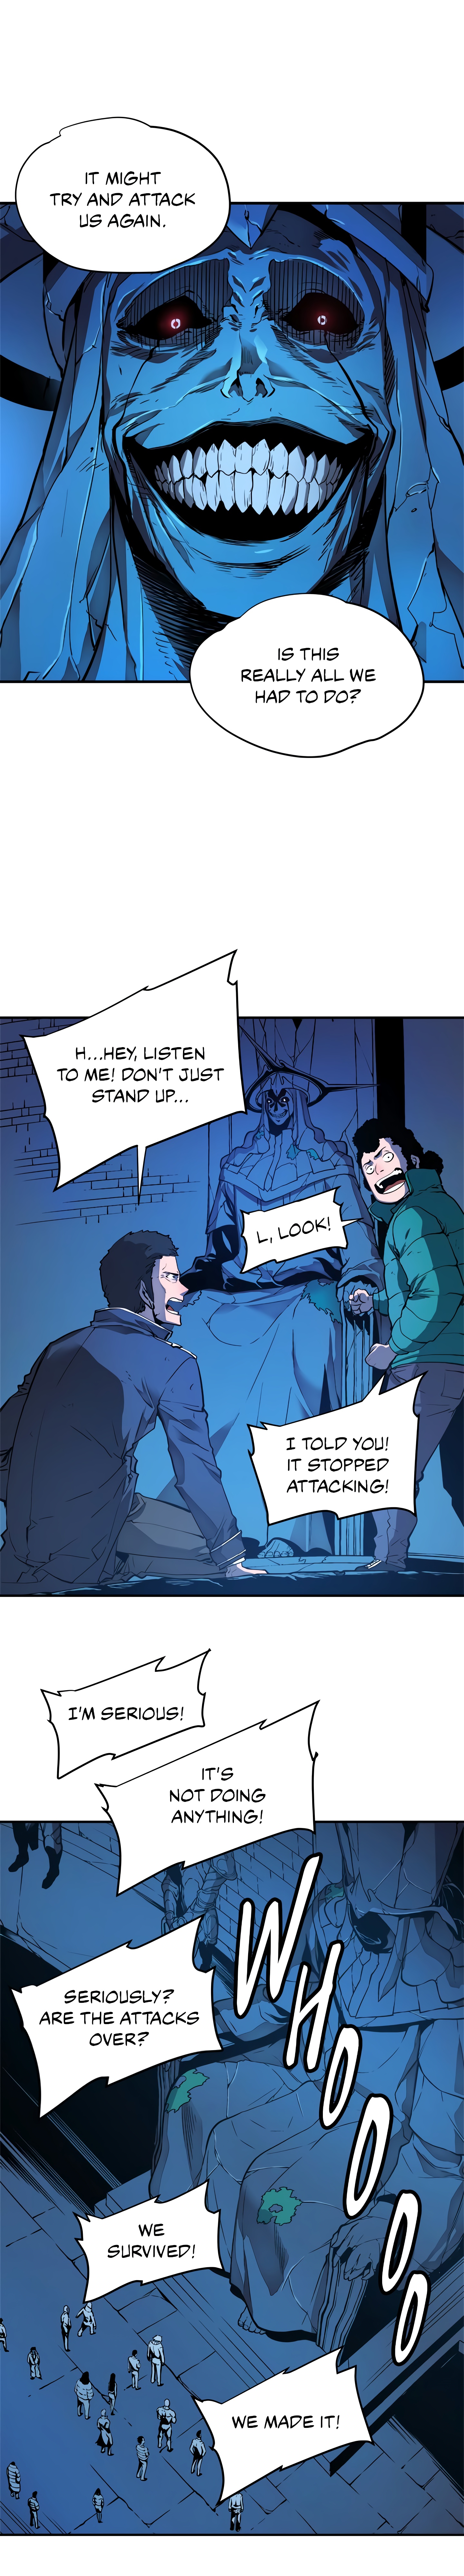 IT MIGHT
TRY AND ATTACK
US AGAIN.
IS THIS
REALLY ALL WE
HAD TO DO?
H...HEY, LISTEN
TO ME! DON'T JUST
STAND UP...
L, LOOK!
I TOLD YOU!
IT STOPPED
ATTACKING!
I'M SERIOUS!
IT'S
NOT DOING
ANYTHING!
SERIOUSLY?
ARE THE ATTACKS
OVER?
WHOOOO
WE
SURVIVED!
WE MADE IT!